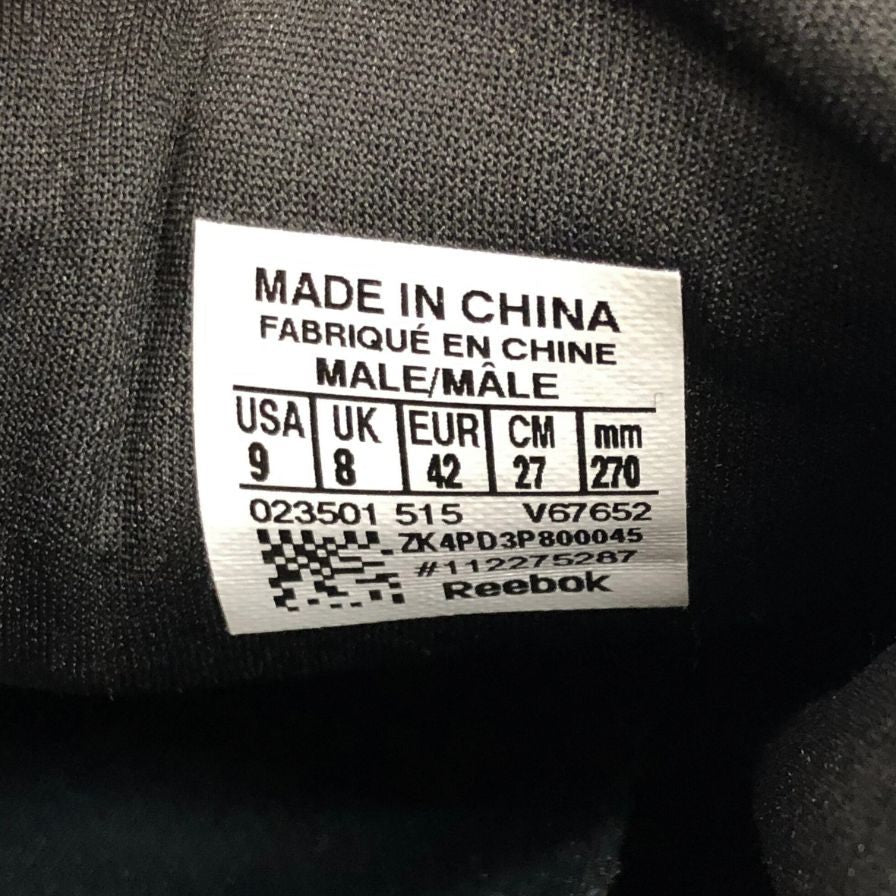 MADE IN CHINA
FABRIQUÉ EN CHINE
MALE/MÂLE
USA UK EUR CM mm
9 8 42 27 270
023501 515 V67652
ZK4PD3P800045
#112275287
Reebok